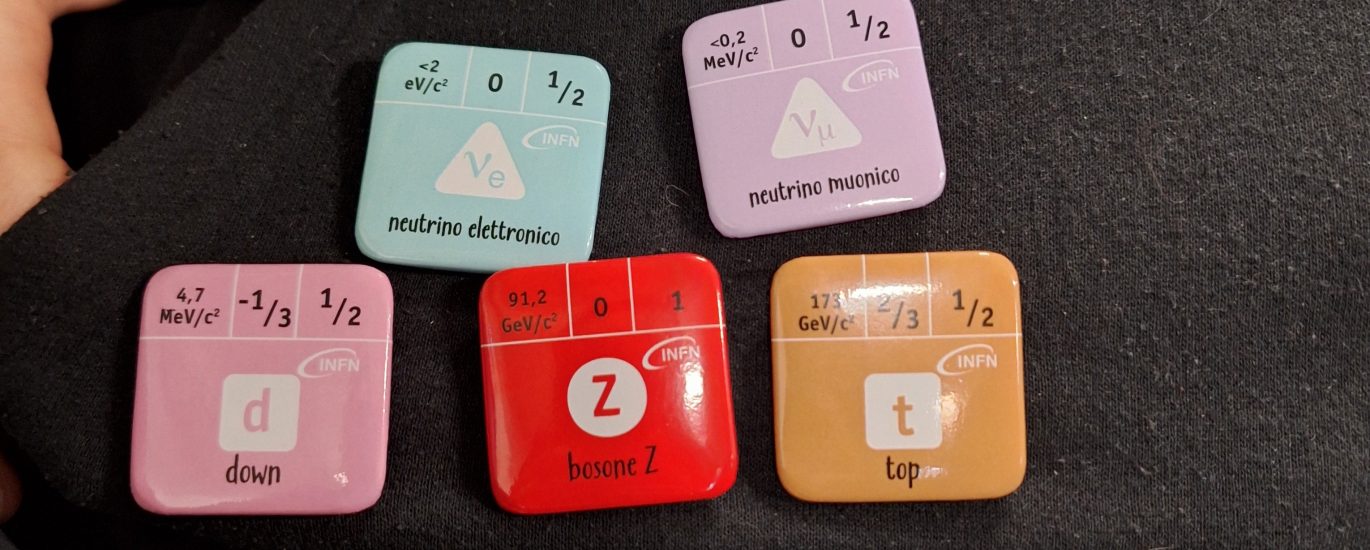 <2 eV/c² 0 1/2
INFN
νe
neutrino elettronico
<0,2 MeV/c² 0 1/2
INFN
νμ
neutrino muonico
4,7 MeV/c² -1/3 1/2
INFN
d
down
91,2 GeV/c² 0 1
INFN
Z
bosone Z
173 GeV/c² 2/3 1/2
INFN
t
top